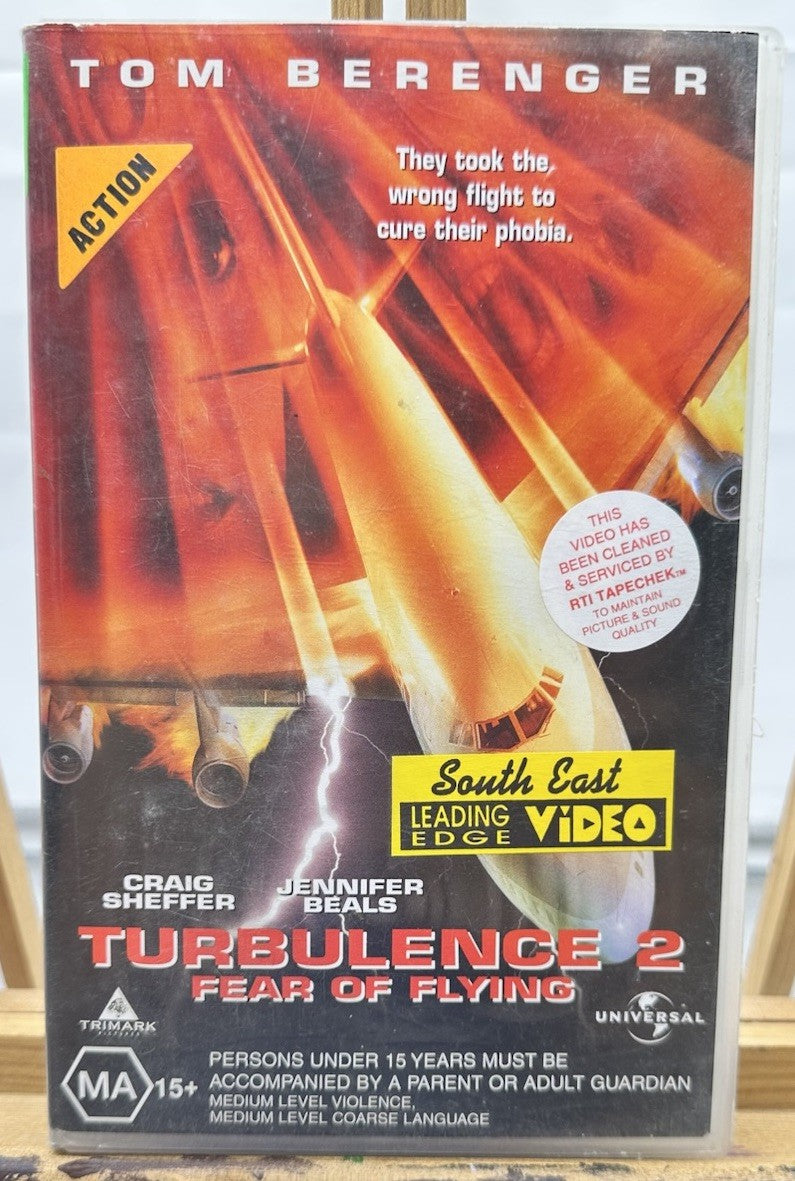 TOM BERENGER
ACTION
They took the
wrong flight to
cure their phobia.
THIS
VIDEO HAS
BEEN CLEANED
& SERVICED BY
RTI TAPECHEK™
TO MAINTAIN
PICTURE & SOUND
QUALITY
South East
LEADING
EDGE
ViDEO
CRAIG
SHEFFER
JENNIFER
BEALS
TURBULENCE 2
FEAR OF FLYING
TRIMARK
PICTURES
UNIVERSAL
MA 15+
PERSONS UNDER 15 YEARS MUST BE
ACCOMPANIED BY A PARENT OR ADULT GUARDIAN
MEDIUM LEVEL VIOLENCE,
MEDIUM LEVEL COARSE LANGUAGE